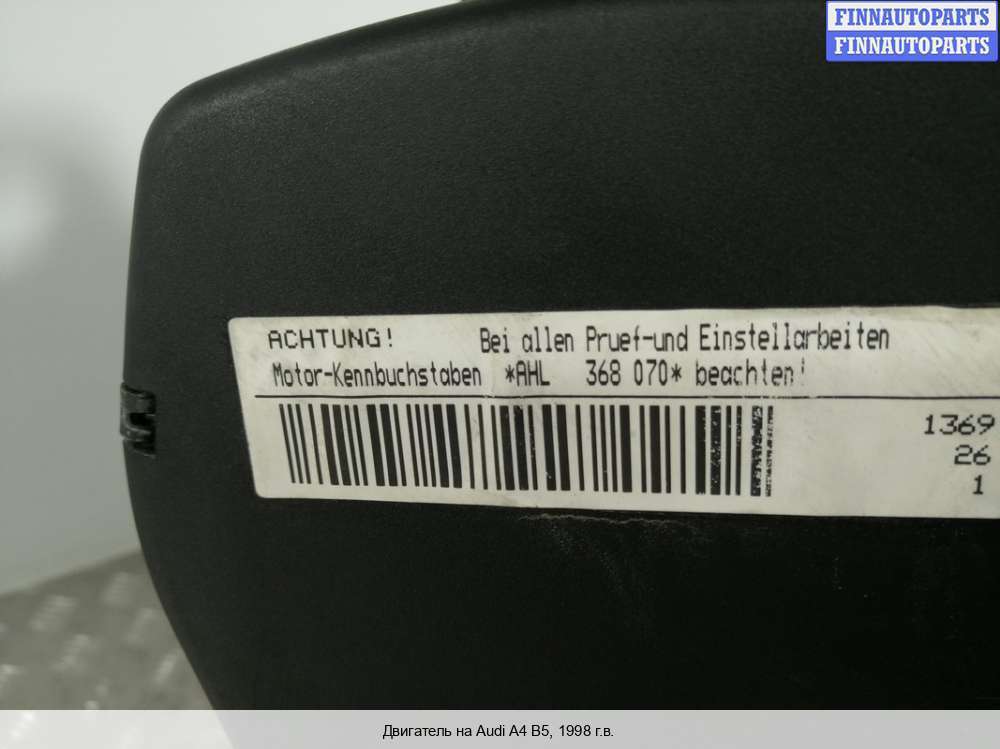 FINNAUTOPARTS
FINNAUTOPARTS
ACHTUNG! Bei allen Pruef-und Einstellarbeiten
Motor-Kennbuchstaben *AHL 368 070* beachten!
1369
26
1
Двигатель на Audi A4 B5, 1998 г.в.